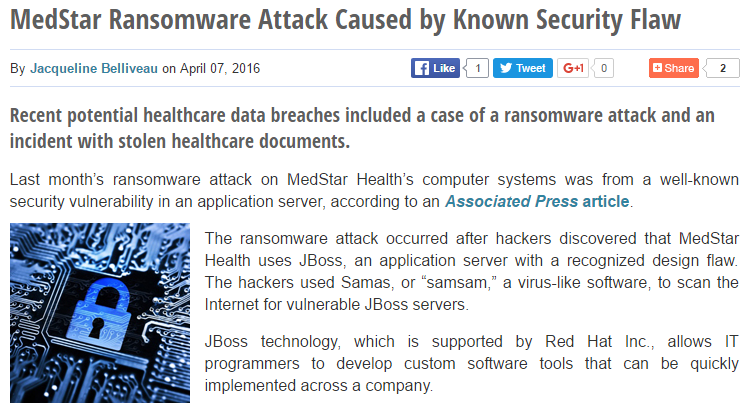 MedStar Ransomware Attack Caused by Known Security Flaw
By Jacqueline Belliveau on April 07, 2016
Like 1 Tweet G+1 0 Share 2
Recent potential healthcare data breaches included a case of a ransomware attack and an
incident with stolen healthcare documents.
Last month’s ransomware attack on MedStar Health’s computer systems was from a well-known
security vulnerability in an application server, according to an Associated Press article.
The ransomware attack occurred after hackers discovered that MedStar
Health uses JBoss, an application server with a recognized design flaw.
The hackers used Samas, or “samsam,” a virus-like software, to scan the
Internet for vulnerable JBoss servers.
JBoss technology, which is supported by Red Hat Inc., allows IT
programmers to develop custom software tools that can be quickly
implemented across a company.